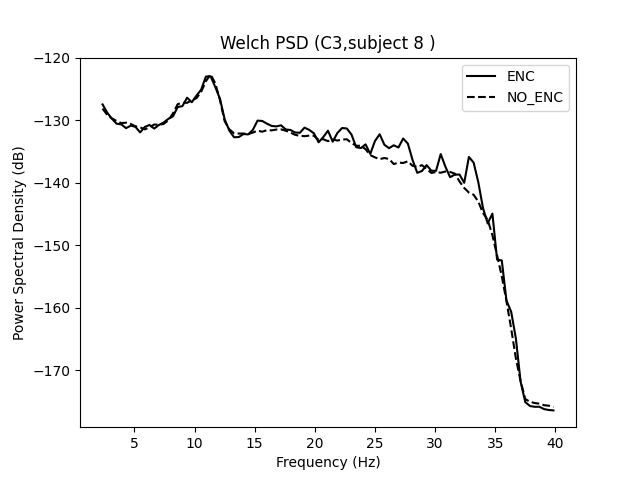 Welch PSD (C3,subject 8 )
ENC
NO_ENC
Power Spectral Density (dB)
−120
−130
−140
−150
−160
−170
5 10 15 20 25 30 35 40
Frequency (Hz)